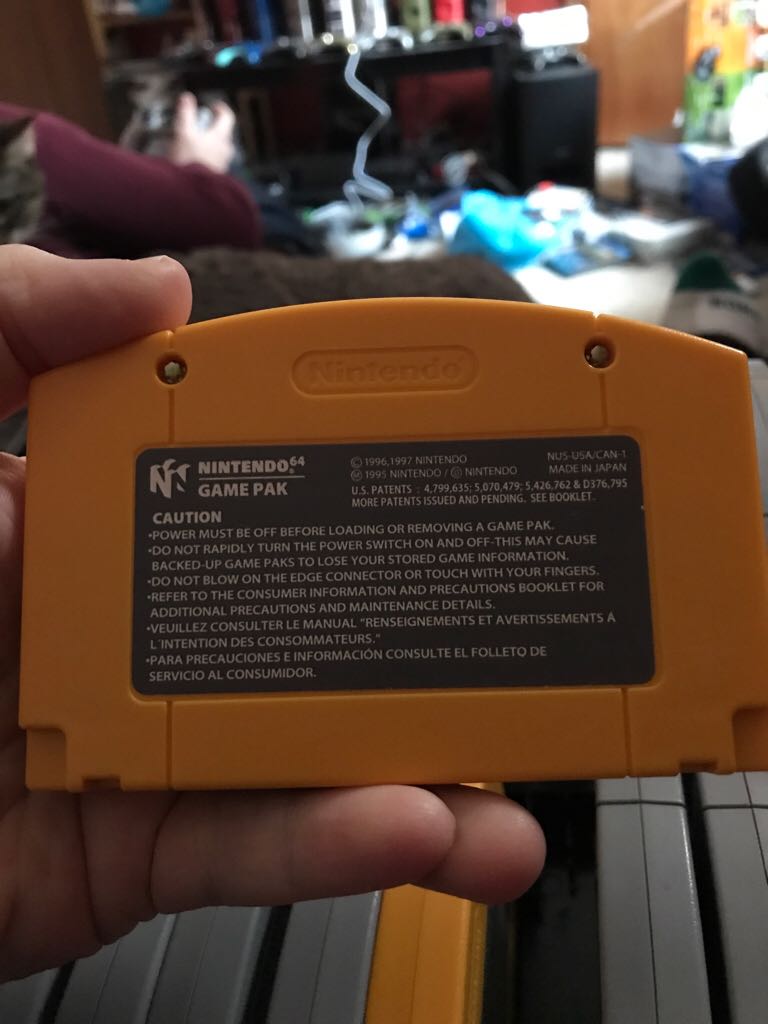 Nintendo
NINTENDO64
GAME PAK
© 1996,1997 NINTENDO
Ⓜ 1995 NINTENDO / Ⓓ NINTENDO
NUS-USA/CAN-1
MADE IN JAPAN
U.S. PATENTS : 4,799,635; 5,070,479; 5,426,762 & D376,795
MORE PATENTS ISSUED AND PENDING. SEE BOOKLET.
CAUTION
•POWER MUST BE OFF BEFORE LOADING OR REMOVING A GAME PAK.
•DO NOT RAPIDLY TURN THE POWER SWITCH ON AND OFF-THIS MAY CAUSE
BACKED-UP GAME PAKS TO LOSE YOUR STORED GAME INFORMATION.
•DO NOT BLOW ON THE EDGE CONNECTOR OR TOUCH WITH YOUR FINGERS.
•REFER TO THE CONSUMER INFORMATION AND PRECAUTIONS BOOKLET FOR
ADDITIONAL PRECAUTIONS AND MAINTENANCE DETAILS.
•VEUILLEZ CONSULTER LE MANUAL "RENSEIGNEMENTS ET AVERTISSEMENTS Á
L'INTENTION DES CONSOMMATEURS."
•PARA PRECAUCIONES E INFORMACIÓN CONSULTE EL FOLLETO DE
SERVICIO AL CONSUMIDOR.